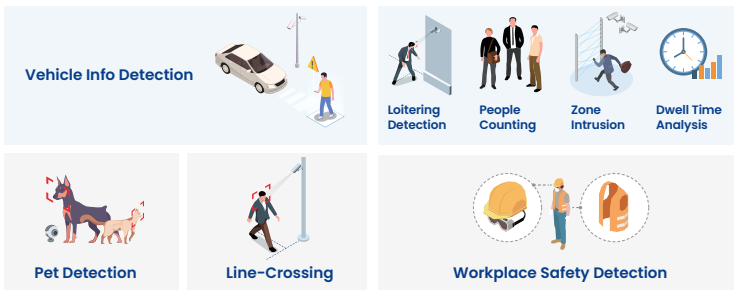 Vehicle Info Detection
Loitering
Detection
People
Counting
Zone
Intrusion
Dwell Time
Analysis
Pet Detection
Line-Crossing
Workplace Safety Detection